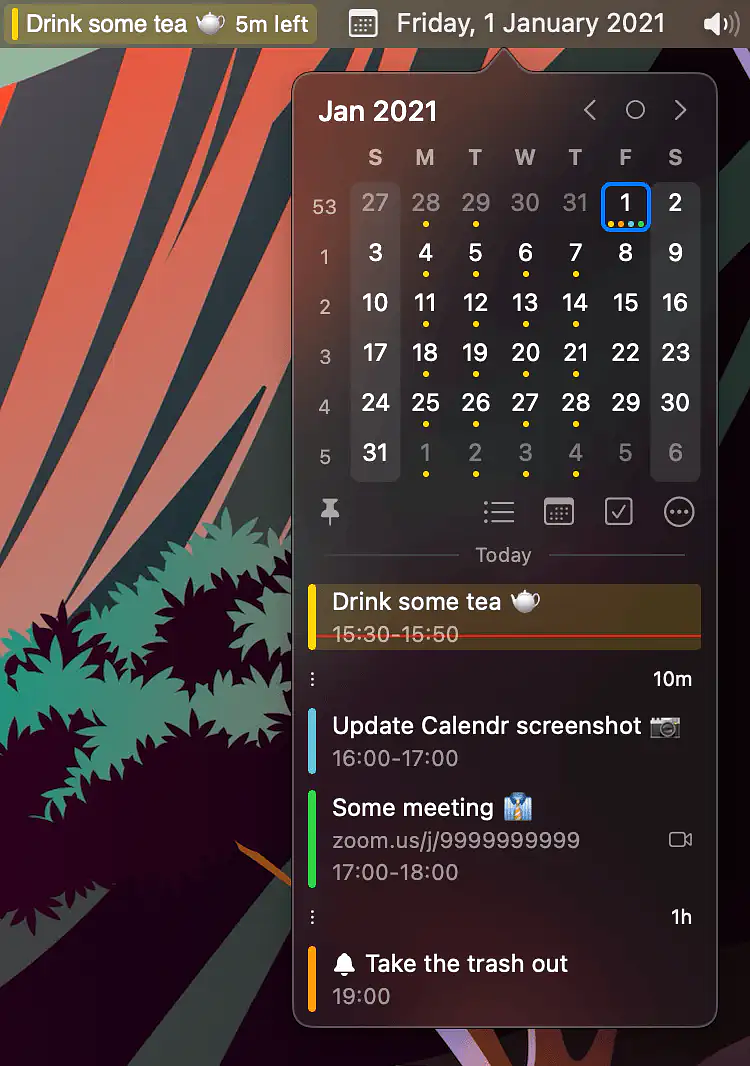 Drink some tea 🫖 5m left Friday, 1 January 2021
Jan 2021
S M T W T F S
53 27 28 29 30 31 1 2
1 3 4 5 6 7 8 9
2 10 11 12 13 14 15 16
3 17 18 19 20 21 22 23
4 24 25 26 27 28 29 30
5 31 1 2 3 4 5 6
Today
Drink some tea 🫖
15:30-15:50
10m
Update Calendr screenshot 📷
16:00-17:00
Some meeting 👔
zoom.us/j/9999999999
17:00-18:00
1h
Take the trash out
19:00